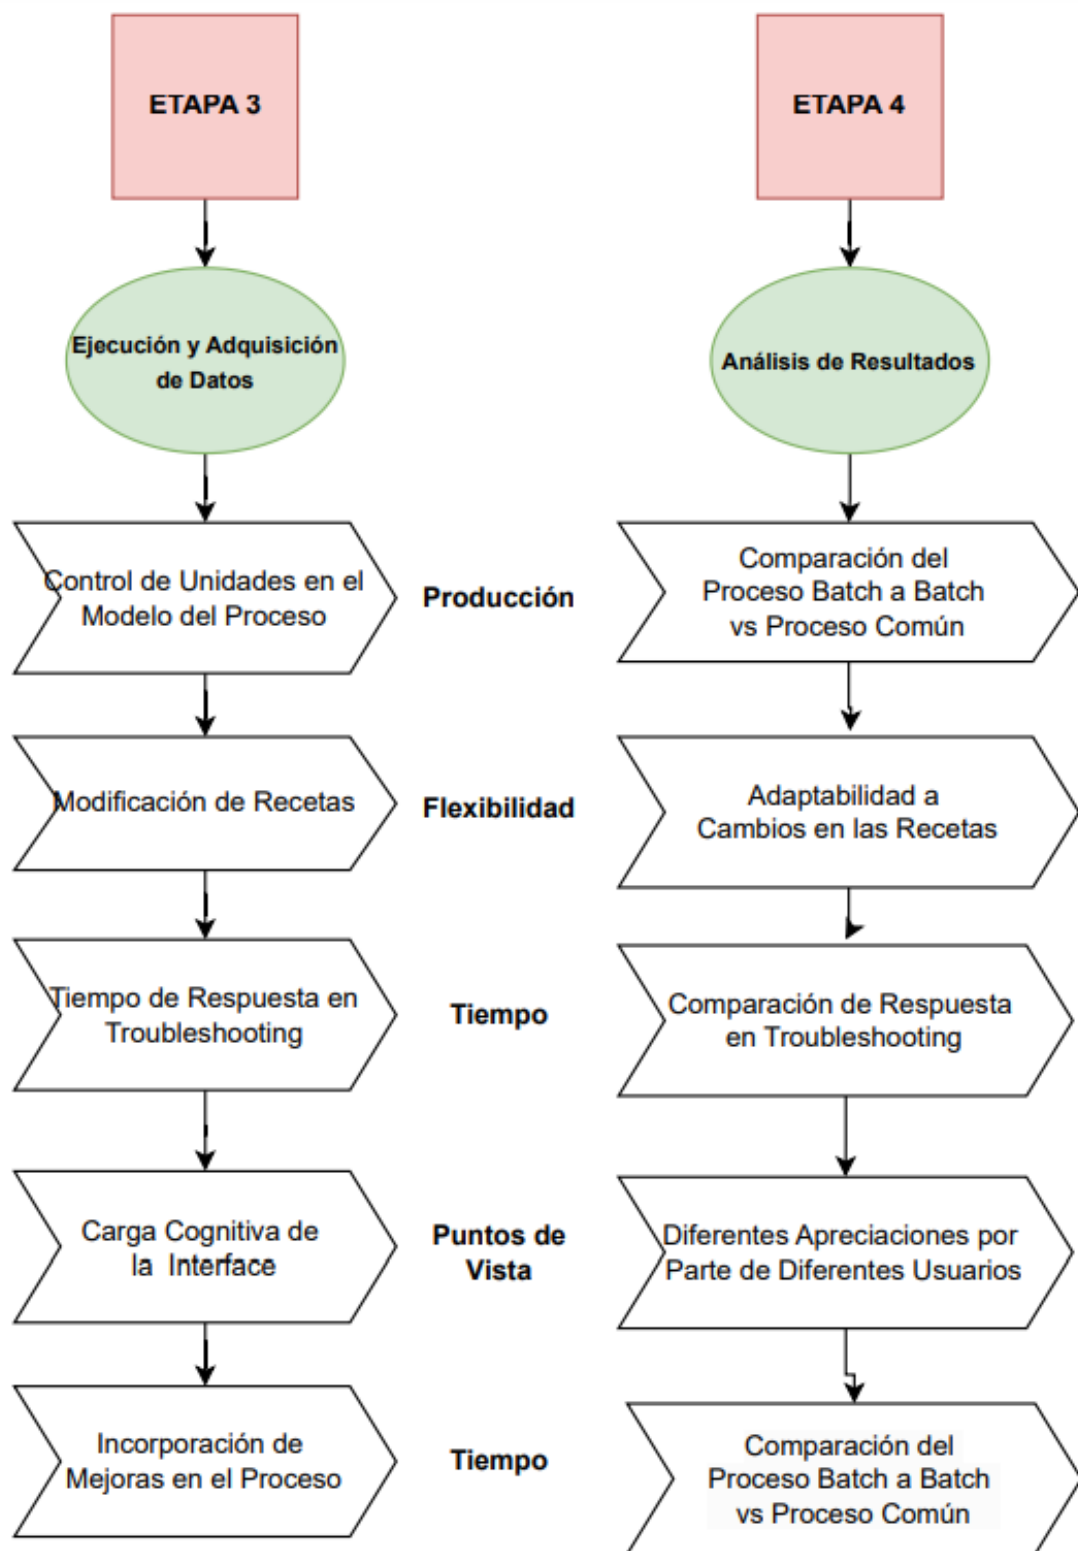 ETAPA 3
ETAPA 4
Ejecución y Adquisición
de Datos
Análisis de Resultados
Control de Unidades en el
Modelo del Proceso
Producción
Comparación del
Proceso Batch a Batch
vs Proceso Común
Modificación de Recetas
Flexibilidad
Adaptabilidad a
Cambios en las Recetas
Tiempo de Respuesta en
Troubleshooting
Tiempo
Comparación de Respuesta
en Troubleshooting
Carga Cognitiva de
la Interface
Puntos de
Vista
Diferentes Apreciaciones por
Parte de Diferentes Usuarios
Incorporación de
Mejoras en el Proceso
Tiempo
Comparación del
Proceso Batch a Batch
vs Proceso Común